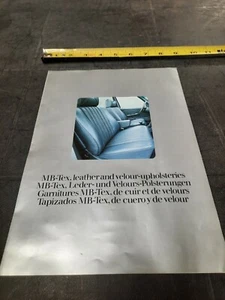 MB-Tex, leather and velour-upholsteries
MB-Tex, Leder- und Velours-Polsterungen
Garnitures MB-Tex, de cuir et de velours
Tapizados MB-Tex, de cuero y de velour